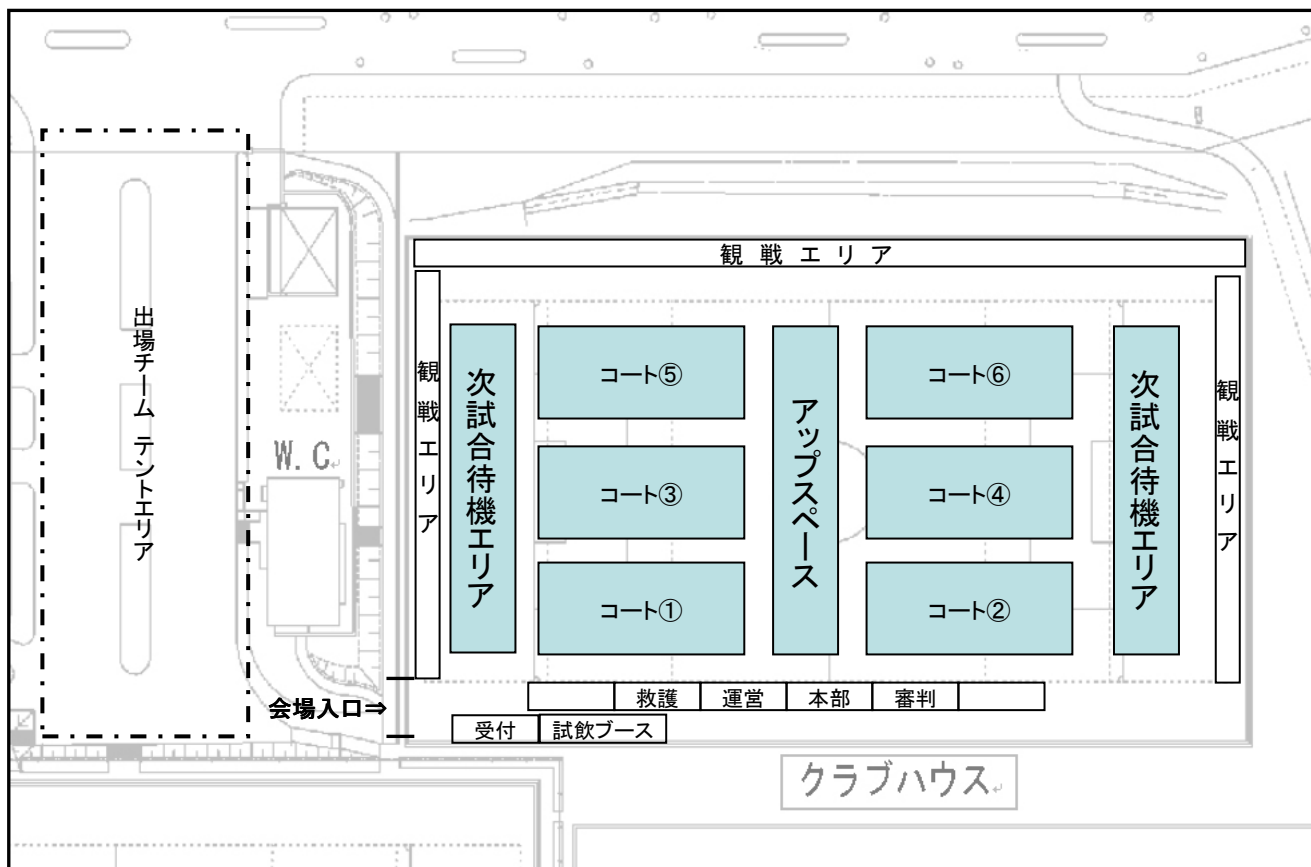 観戦エリア
出場チーム テントエリア
観戦エリア
次試合待機エリア
コート⑤
アップスペース
コート⑥
次試合待機エリア
観戦エリア
W.C
コート③
コート④
コート①
コート②
会場入口⇒
救護
運営
本部
審判
受付
試飲ブース
クラブハウス